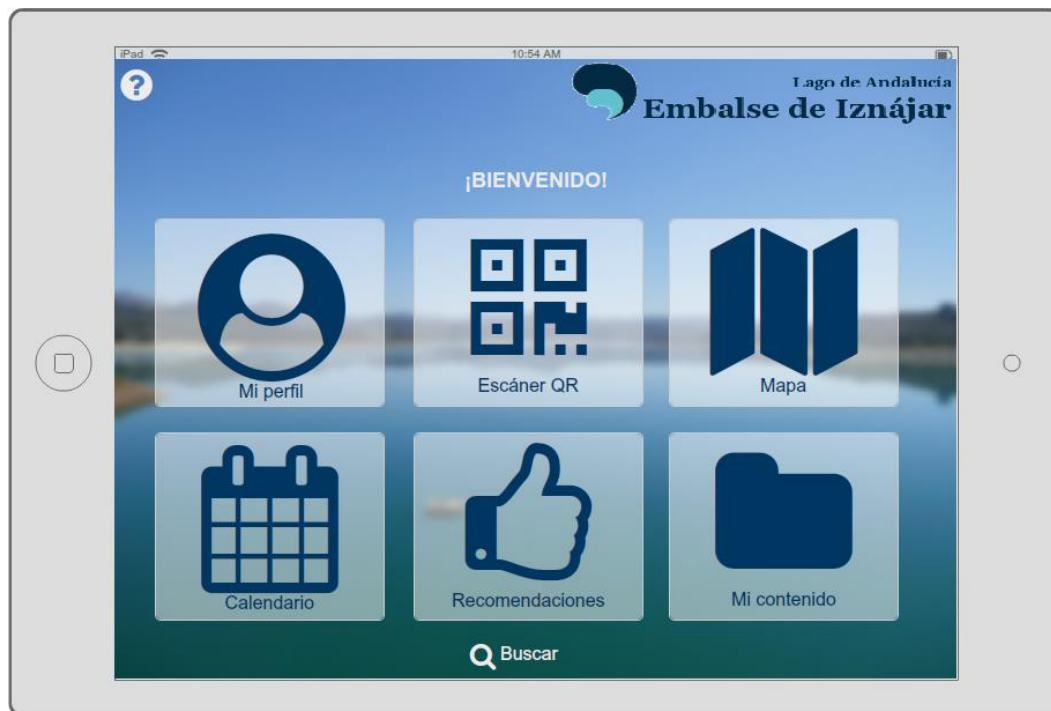 iPad
10:54 AM
?
Lago de Andalucía
Embalse de Iznájar
¡BIENVENIDO!
Mi perfil
Escáner QR
Mapa
Calendario
Recomendaciones
Mi contenido
Buscar